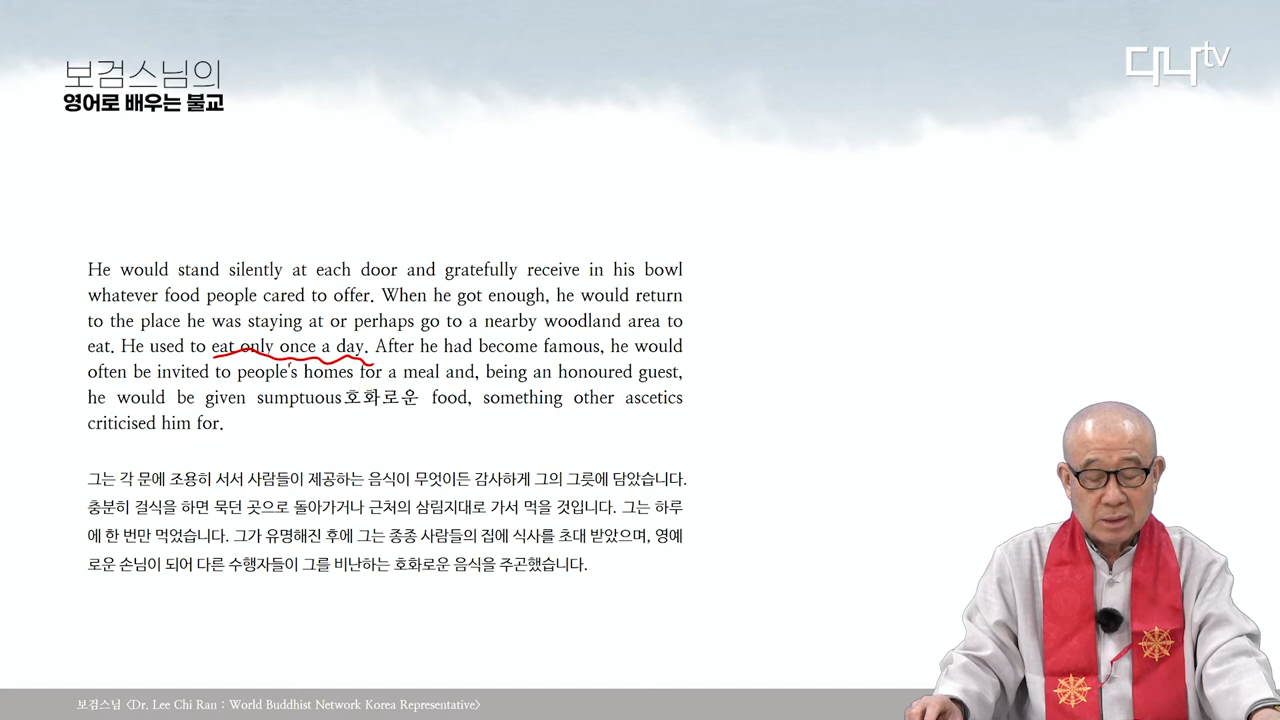 보검스님의
영어로 배우는 불교
다나tv
He would stand silently at each door and gratefully receive in his bowl
whatever food people cared to offer. When he got enough, he would return
to the place he was staying at or perhaps go to a nearby woodland area to
eat. He used to eat only once a day. After he had become famous, he would
often be invited to people's homes for a meal and, being an honoured guest,
he would be given sumptuous호화로운 food, something other ascetics
criticised him for.
그는 각 문에 조용히 서서 사람들이 제공하는 음식이 무엇이든 감사하게 그의 그릇에 담았습니다.
충분히 걸식을 하면 묵던 곳으로 돌아가거나 근처의 삼림지대로 가서 먹을 것입니다. 그는 하루
에 한 번만 먹었습니다. 그가 유명해진 후에 그는 종종 사람들의 집에 식사를 초대 받았으며, 영예
로운 손님이 되어 다른 수행자들이 그를 비난하는 호화로운 음식을 주곤했습니다.
보검스님 <Dr. Lee Chi Ran : World Buddhist Network Korea Representative>